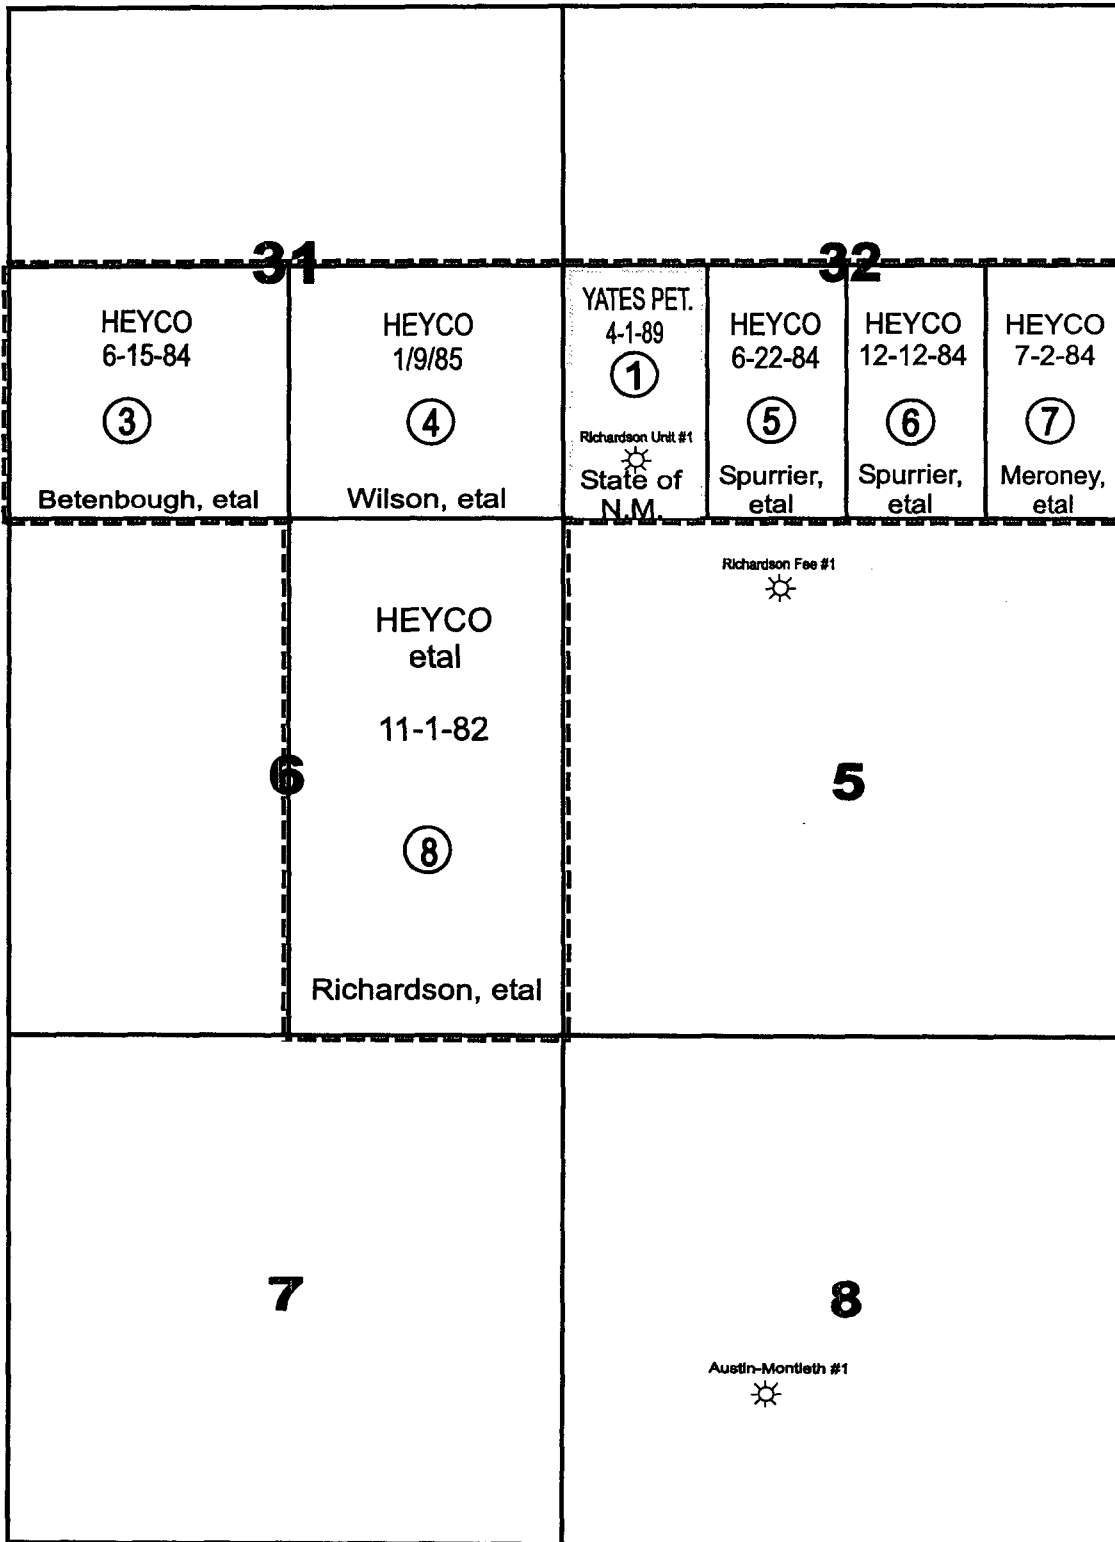 31
32
HEYCO
6-15-84
3
Betenbough, etal
HEYCO
1/9/85
4
Wilson, etal
YATES PET.
4-1-89
1
Richardson Unit #1
State of
N.M.
HEYCO
6-22-84
5
Spurrier,
etal
HEYCO
12-12-84
6
Spurrier,
etal
HEYCO
7-2-84
7
Meroney,
etal
HEYCO
etal
11-1-82
8
Richardson, etal
6
Richardson Fee #1
5
7
8
Austin-Montieth #1